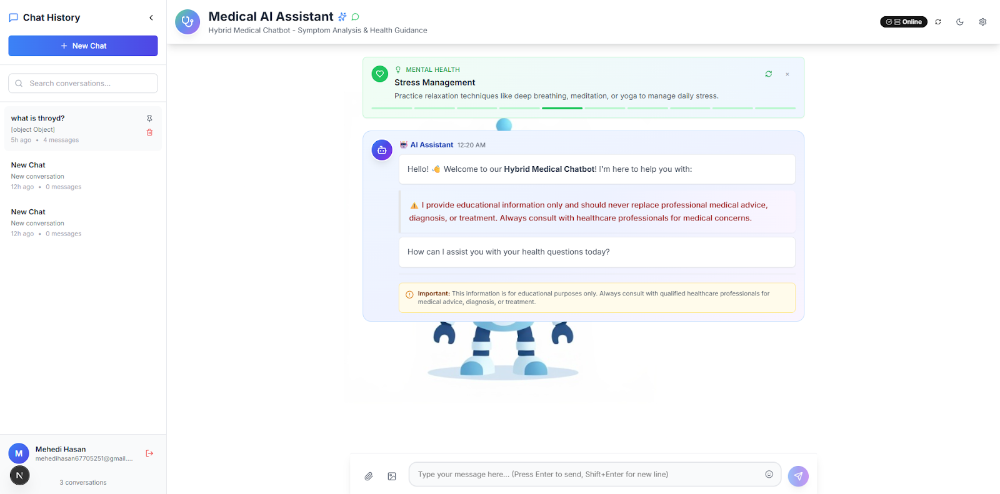 Chat History
+ New Chat
Search conversations...
what is throyd?
[object Object]
5h ago • 4 messages
New Chat
New conversation
12h ago • 0 messages
New Chat
New conversation
12h ago • 0 messages
Mehedi Hasan
M
mehedihasan67705251@gmail....
N
3 conversations
Medical AI Assistant
Hybrid Medical Chatbot - Symptom Analysis & Health Guidance
Online
MENTAL HEALTH
Stress Management
Practice relaxation techniques like deep breathing, meditation, or yoga to manage daily stress.
AI Assistant 12:20 AM
Hello! 👋 Welcome to our Hybrid Medical Chatbot! I'm here to help you with:
⚠️ I provide educational information only and should never replace professional medical advice,
diagnosis, or treatment. Always consult with healthcare professionals for medical concerns.
How can I assist you with your health questions today?
Important: This information is for educational purposes only. Always consult with qualified healthcare professionals for
medical advice, diagnosis, or treatment.
Type your message here... (Press Enter to send, Shift+Enter for new line)